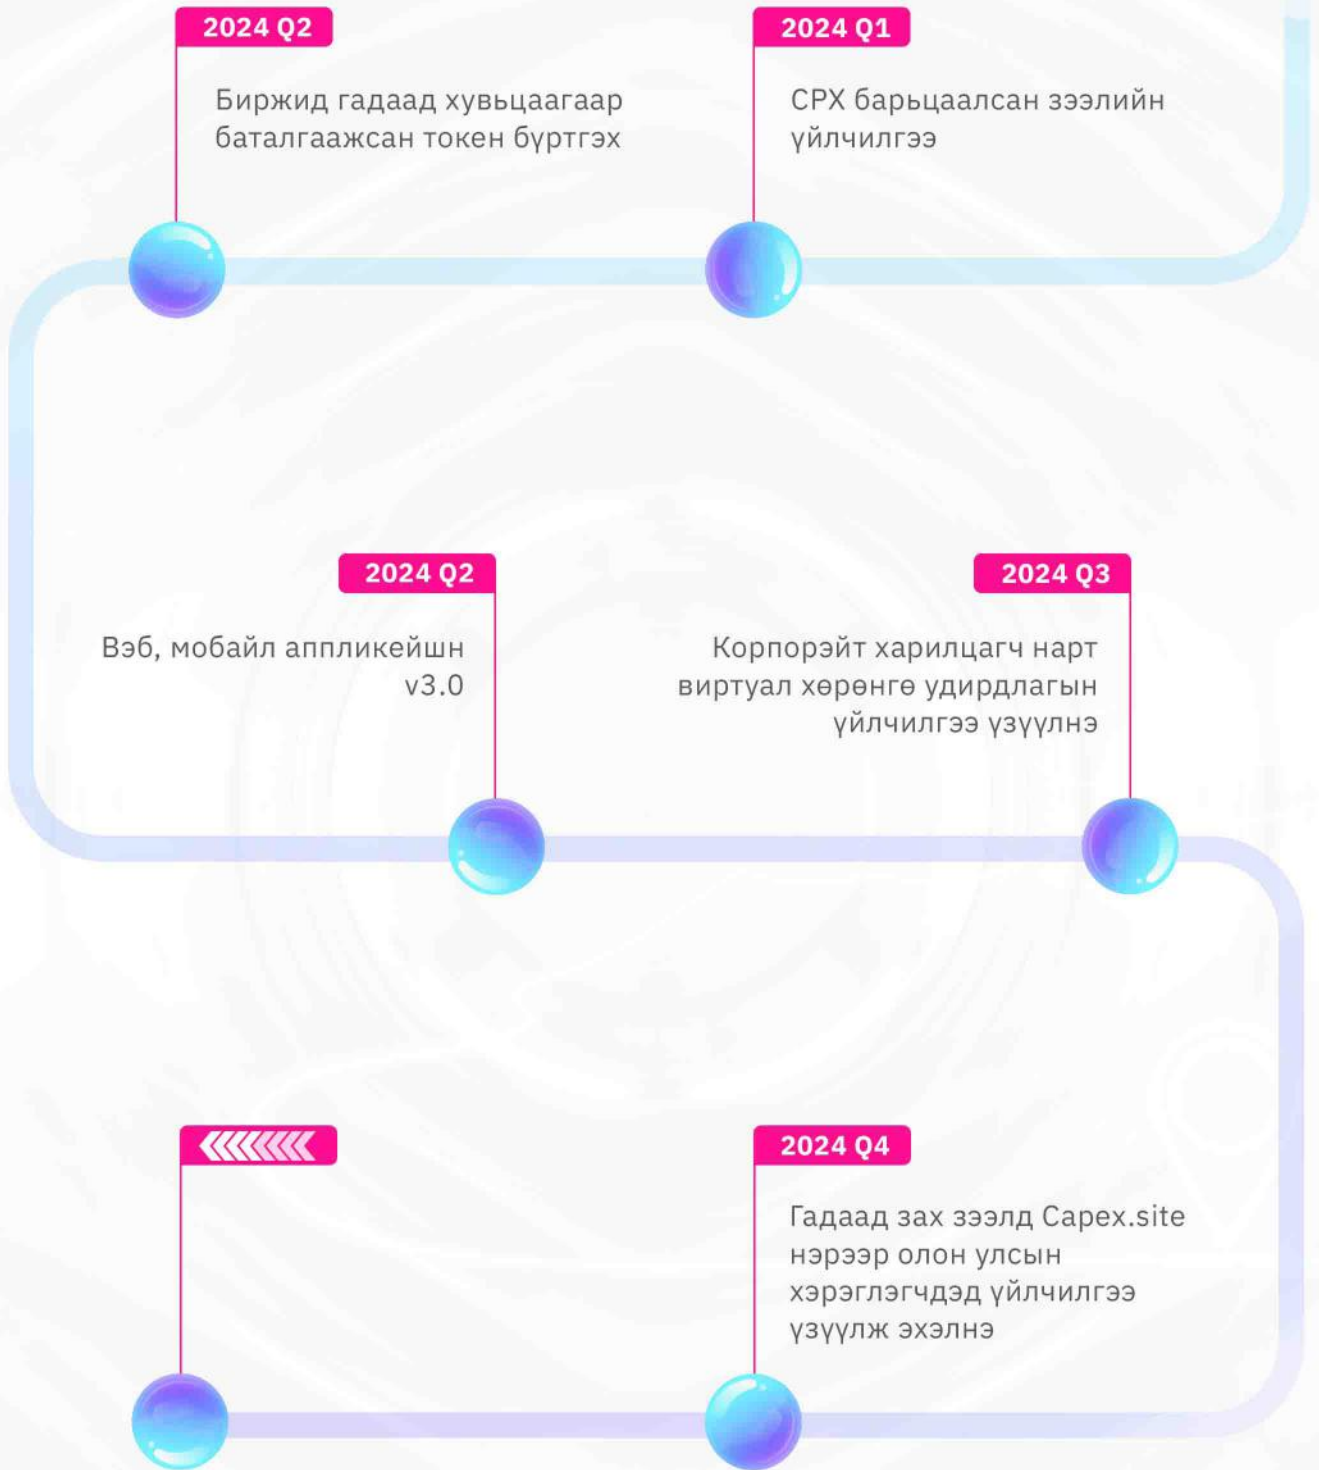 2024 Q2
Биржид гадаад хувьцаагаар
баталгаажсан токен бүртгэх
2024 Q1
CPX барьцаалсан зээлийн
үйлчилгээ
2024 Q2
Вэб, мобайл аппликейшн
v3.0
2024 Q3
Корпорэйт харилцагч нарт
виртуал хөрөнгө удирдлагын
үйлчилгээ үзүүлнэ
2024 Q4
Гадаад зах зээлд Capex.site
нэрээр олон улсын
хэрэглэгчдэд үйлчилгээ
үзүүлж эхэлнэ